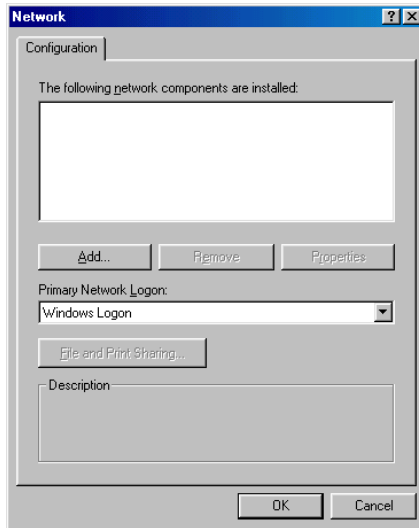 Network
Configuration
The following network components are installed:
Add...
Remove
Properties
Primary Network Logon:
Windows Logon
File and Print Sharing...
Description
OK
Cancel